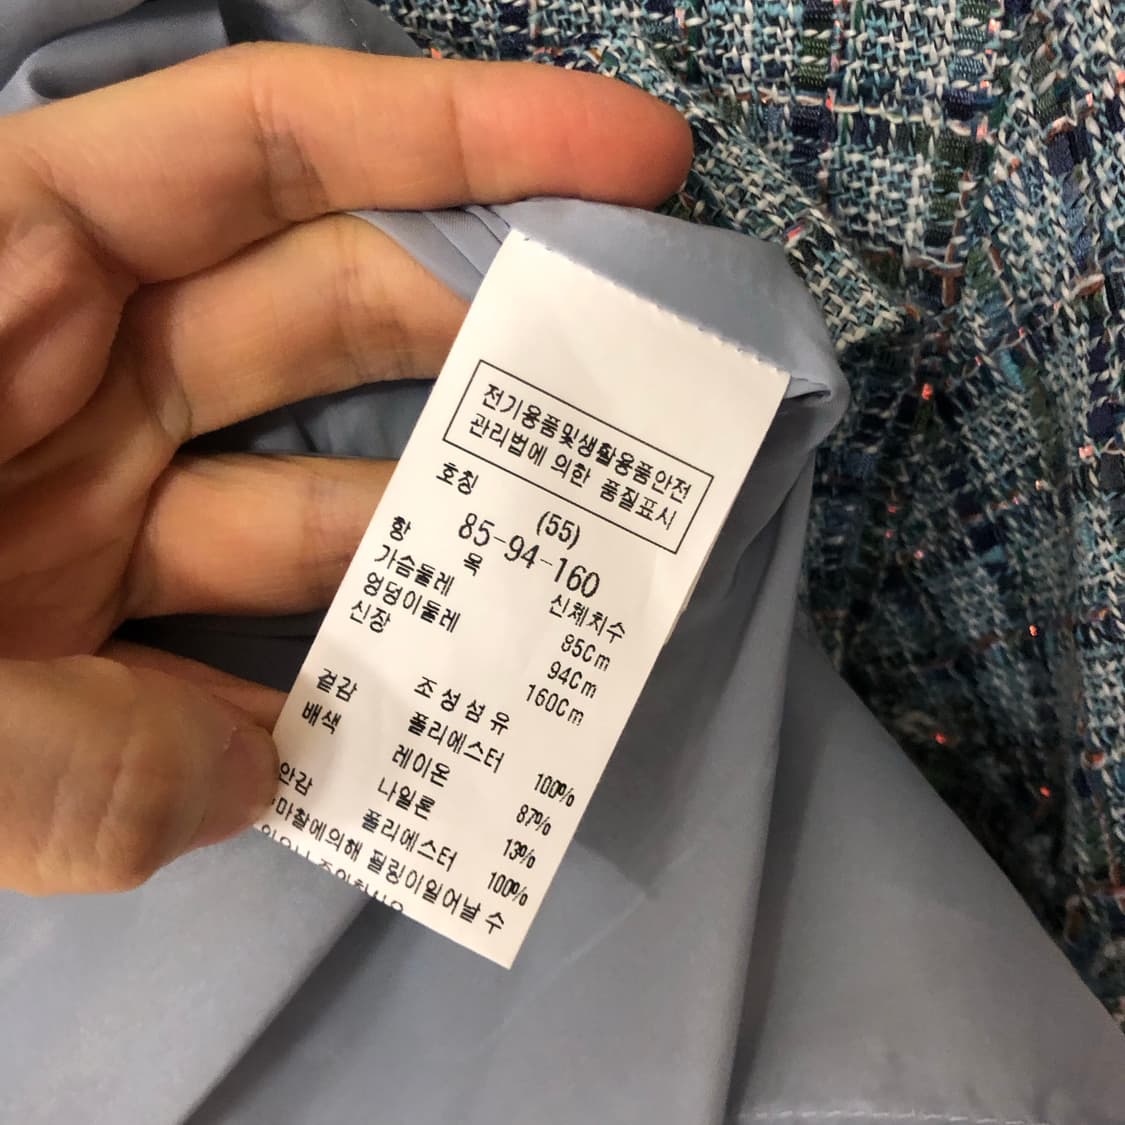 전기용품및생활용품안전
관리법에 의한 품질표시
호칭 (55)
85-94-160
항 목 신체치수
가슴둘레 85Cm
엉덩이둘레 94Cm
신장 160Cm
조성섬유
겉감 폴리에스터 100%
배색 레이온 87%
나일론 13%
안감 폴리에스터 100%
마찰에의해 필링이일어날 수